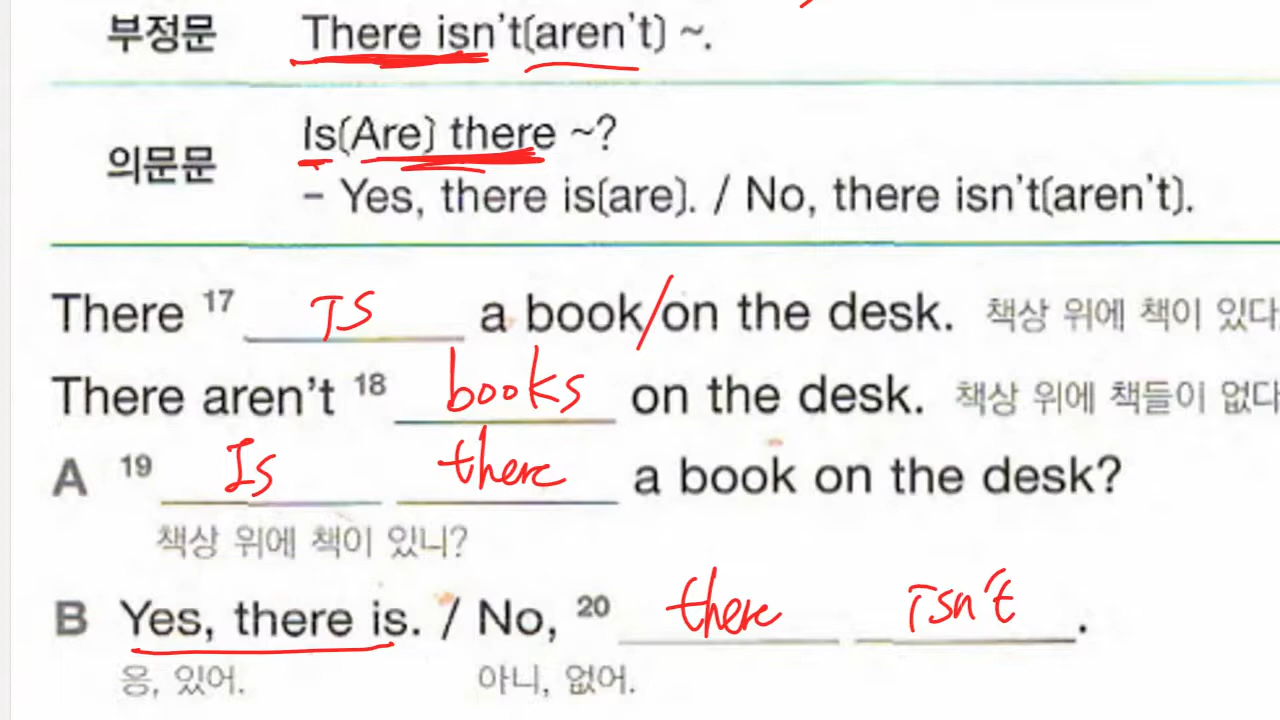 부정문 There isn't(aren't) ~.
Is(Are) there ~?
의문문
– Yes, there is(are). / No, there isn't(aren't).
There 17 is a book/on the desk. 책상 위에 책이 있다
There aren't 18 books on the desk. 책상 위에 책들이 없다
A 19 Is there a book on the desk?
책상 위에 책이 있니?
B Yes, there is. / No, 20 there isn't.
응, 있어. 아니, 없어.